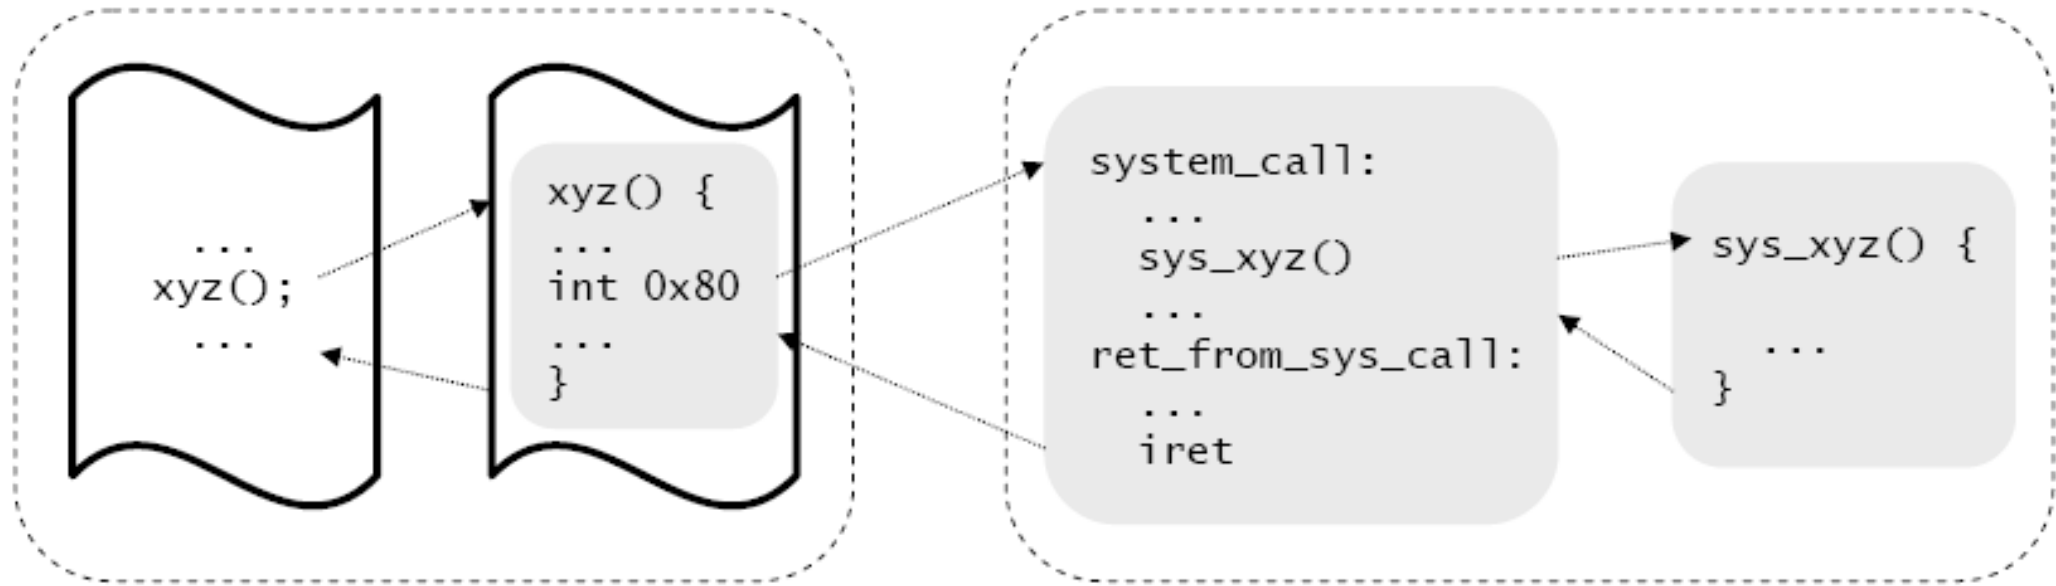 ...
xyz();
...
xyz() {
...
int 0x80
...
}
system_call:
...
sys_xyz()
...
ret_from_sys_call:
...
iret
sys_xyz() {
...
}